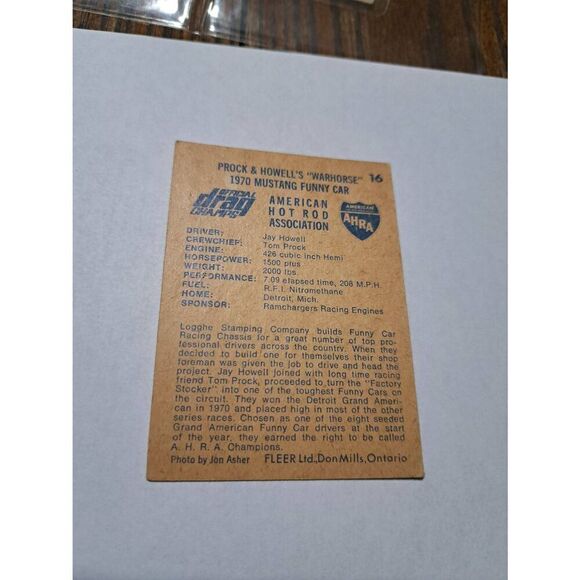 PROCK & HOWELL'S "WARHORSE" 16
1970 MUSTANG FUNNY CAR
OFFICIAL
drag
CHAMPS
AMERICAN
HOT ROD
ASSOCIATION
AMERICAN
AHRA
DRIVER: Jay Howell
CREWCHIEF: Tom Prock
ENGINE: 426 cubic inch Hemi
HORSEPOWER: 1500 plus
WEIGHT: 2000 lbs.
PERFORMANCE: 7.09 elapsed time, 208 M.P.H.
FUEL: R.F.I. Nitromethane
HOME: Detroit, Mich.
SPONSOR: Ramchargers Racing Engines
Logghe Stamping Company builds Funny Car
Racing Chassis for a great number of top pro-
fessional drivers across the country. When they
decided to build one for themselves their shop
foreman was given the job to drive and head the
project. Jay Howell joined with long time racing
friend Tom Prock, proceeded to turn the "Factory
Stocker" into one of the toughest Funny Cars on
the circuit. They won the Detroit Grand Ameri-
can in 1970 and placed high in most of the other
series races. Chosen as one of the eight seeded
Grand American Funny Car drivers at the start
of the year, they earned the right to be called
A. H. R. A. Champions.
Photo by Jon Asher FLEER Ltd., Don Mills, Ontario